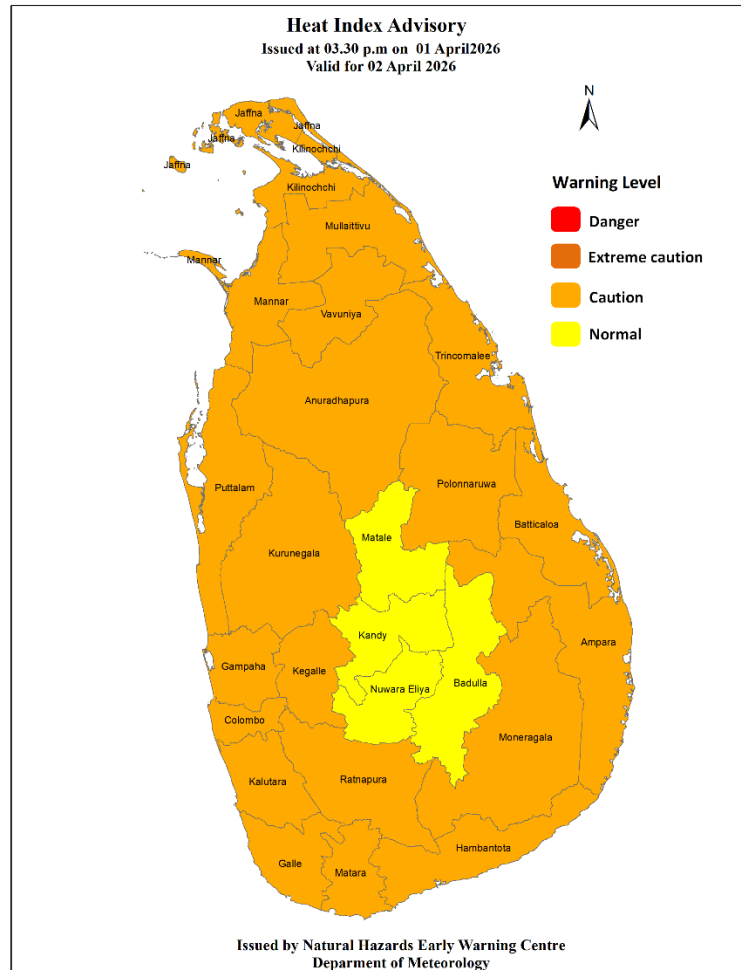 Heat Index Advisory
Issued at 03.30 p.m on 01 April2026
Valid for 02 April 2026
N
Jaffna
Jaffna
Jaffna
Kilinochchi
Jaffna
Kilinochchi
Mullaittivu
Mannar
Mannar
Vavuniya
Trincomalee
Anuradhapura
Polonnaruwa
Puttalam
Batticaloa
Matale
Kurunegala
Kandy
Ampara
Gampaha
Kegalle
Nuwara Eliya
Badulla
Colombo
Moneragala
Kalutara
Ratnapura
Hambantota
Galle
Matara
Warning Level
Danger
Extreme caution
Caution
Normal
Issued by Natural Hazards Early Warning Centre
Deparment of Meteorology